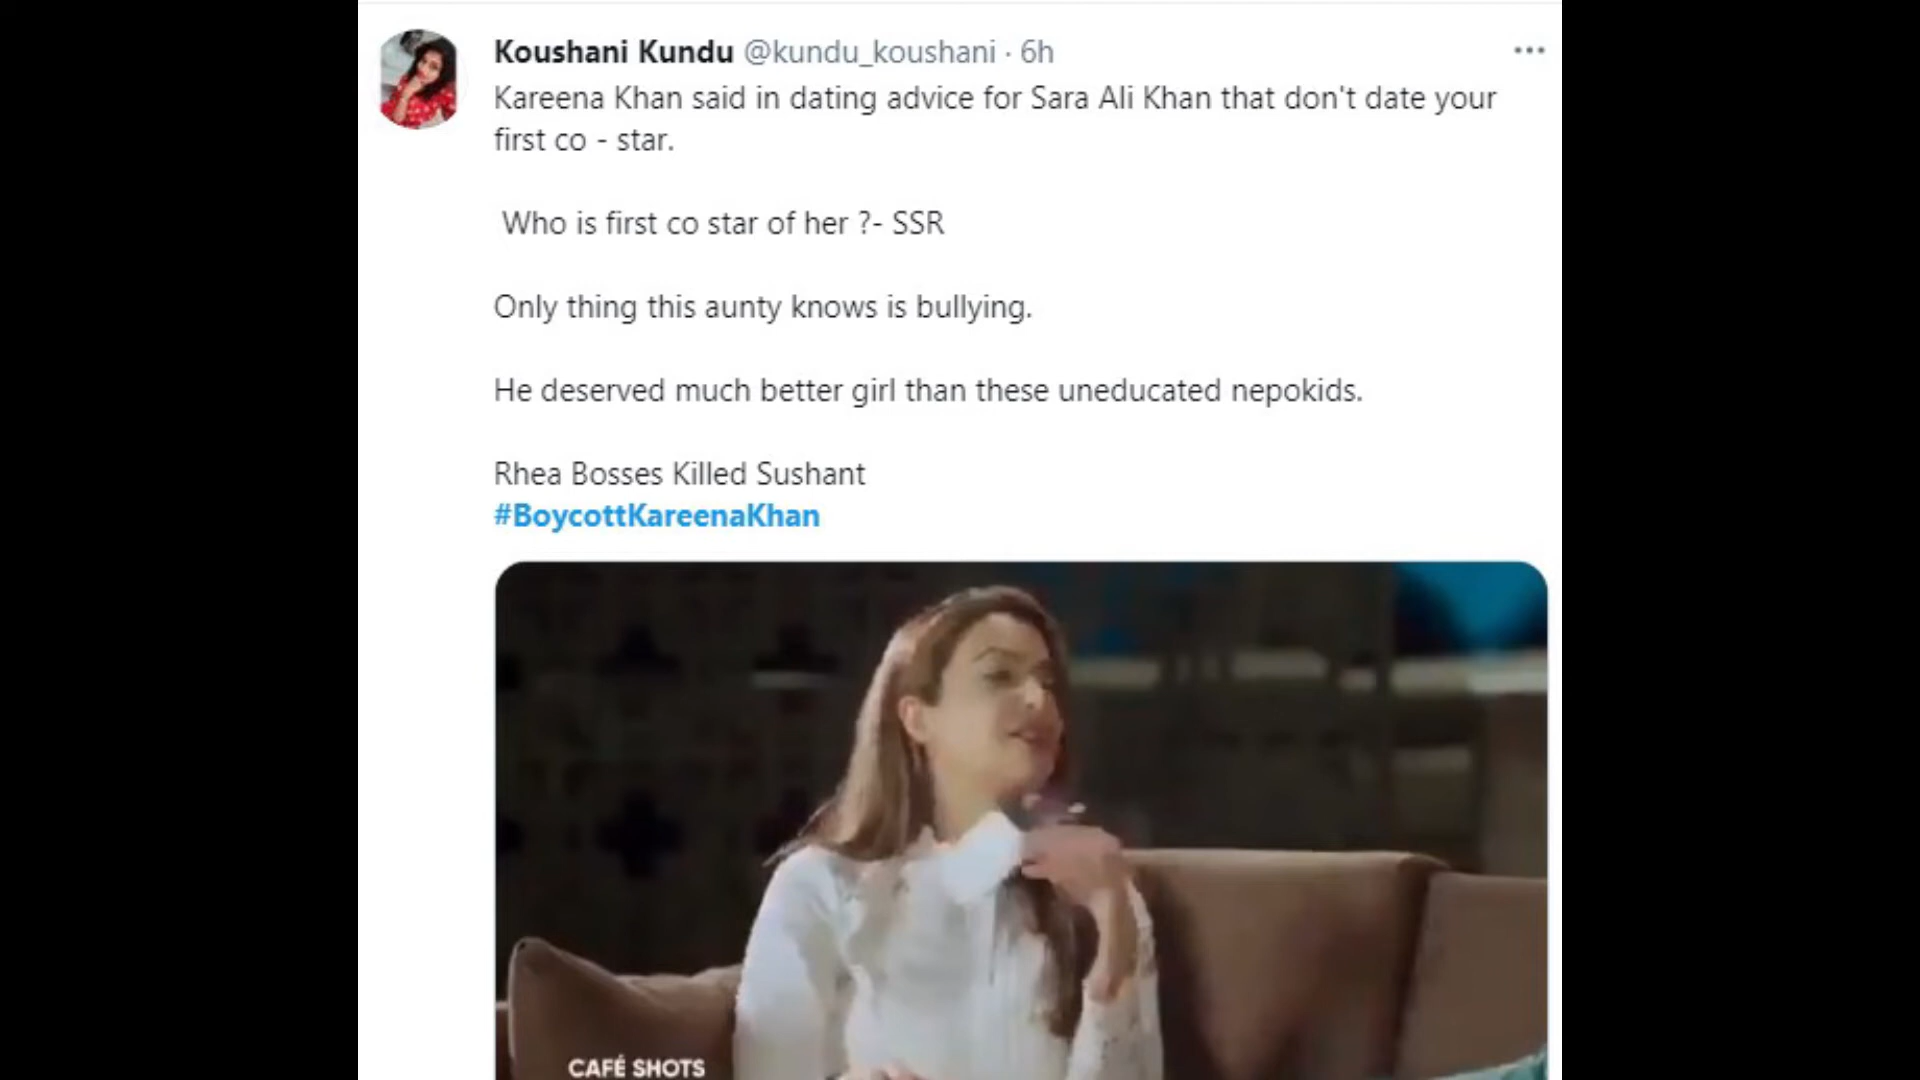 Koushani Kundu @kundu_koushani · 6h
Kareena Khan said in dating advice for Sara Ali Khan that don't date your
first co - star.
Who is first co star of her ?- SSR
Only thing this aunty knows is bullying.
He deserved much better girl than these uneducated nepokids.
Rhea Bosses Killed Sushant
#BoycottKareenaKhan
CAFÉ SHOTS